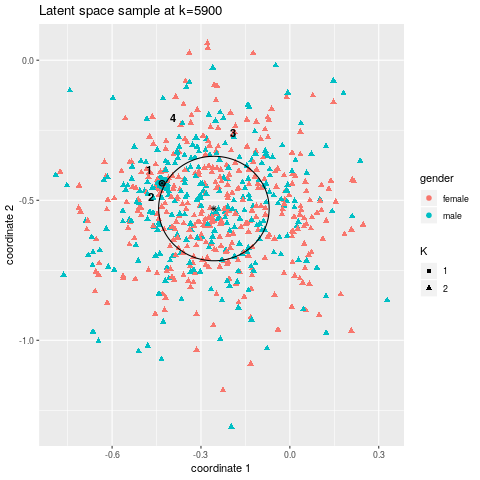 Latent space sample at k=5900
0.0
-0.5
-1.0
coordinate 2
4
3
1
2
-0.6
-0.3
0.0
0.3
coordinate 1
gender
female
male
K
1
2